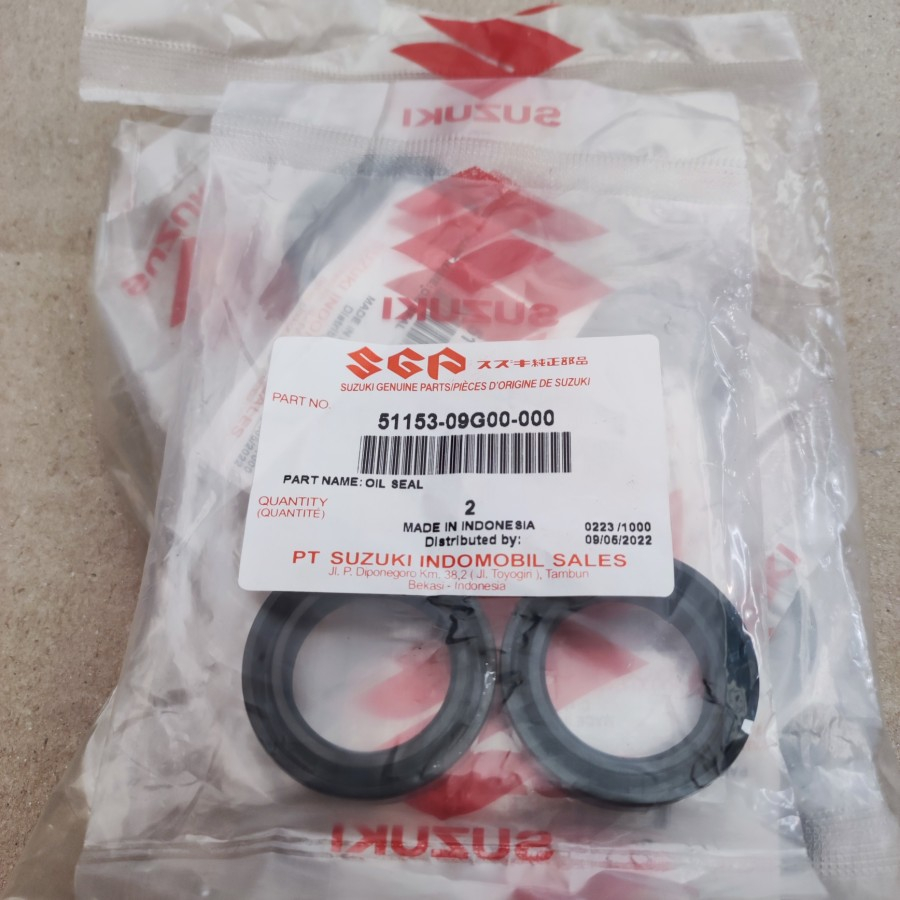 SUZUKI
SUZUKI
SUZUKI
SGP スズキ純正部品
SUZUKI GENUINE PARTS/PIÈCES D'ORIGINE DE SUZUKI
PART NO.
51153-09G00-000
PART NAME: OIL SEAL
QUANTITY
(QUANTITÉ)
2
MADE IN INDONESIA 0223 /1000
Distributed by: 09/05/2022
PT SUZUKI INDOMOBIL SALES
Jl. P. Diponegoro Km. 38,2 ( Jl. Toyogiri ), Tambun
Bekasi - Indonesia
SUZUKI